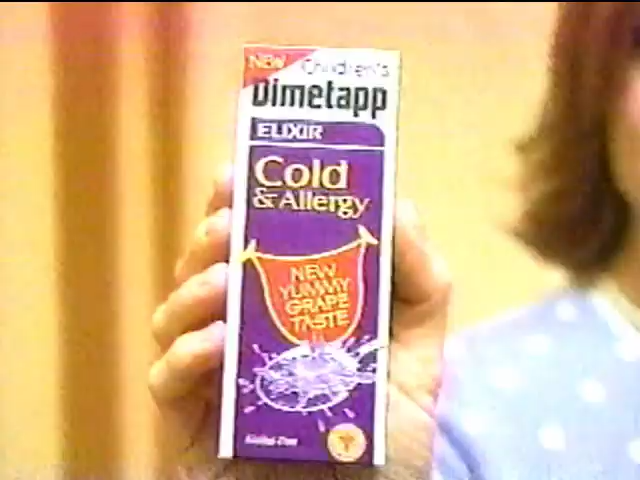 NEW Children's
Dimetapp
ELIXIR
Cold
& Allergy
NEW
YUMMY
GRAPE
TASTE
Alcohol-Free